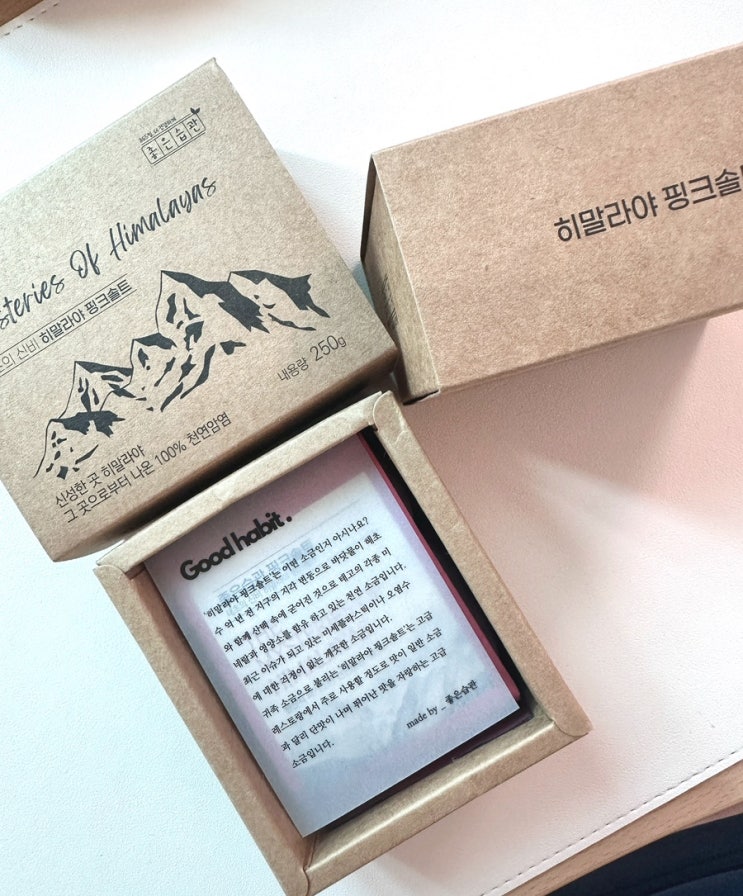 좋은습관
Of Himalayas
신비 히말라야 핑크솔트
내용량 250g
신성한 곳 히말라야
그 곳으로부터 나온 100% 천연암염
히말라야 핑크솔
Good habit.
'히말라야 핑크솔트'는 어떤 소금인지 아시나요?
수 억 년 전 지구의 지각 변동으로 바닷물이 해초
와 함께 산맥 속에 굳어진 것으로 태고의 각종 미
네랄과 영양소를 함유 하고 있는 천연 소금입니다.
최근 이슈가 되고 있는 미세플라스틱이나 오염수
에 대한 걱정이 없는 깨끗한 소금입니다.
귀족 소금으로 불리는 '히말라야 핑크솔트'는 고급
레스토랑에서 주로 사용할 정도로 맛이 일반 소금
과 달리 단맛이 나며 뛰어난 맛을 자랑하는 고급
소금입니다.
made by _ 좋은습관